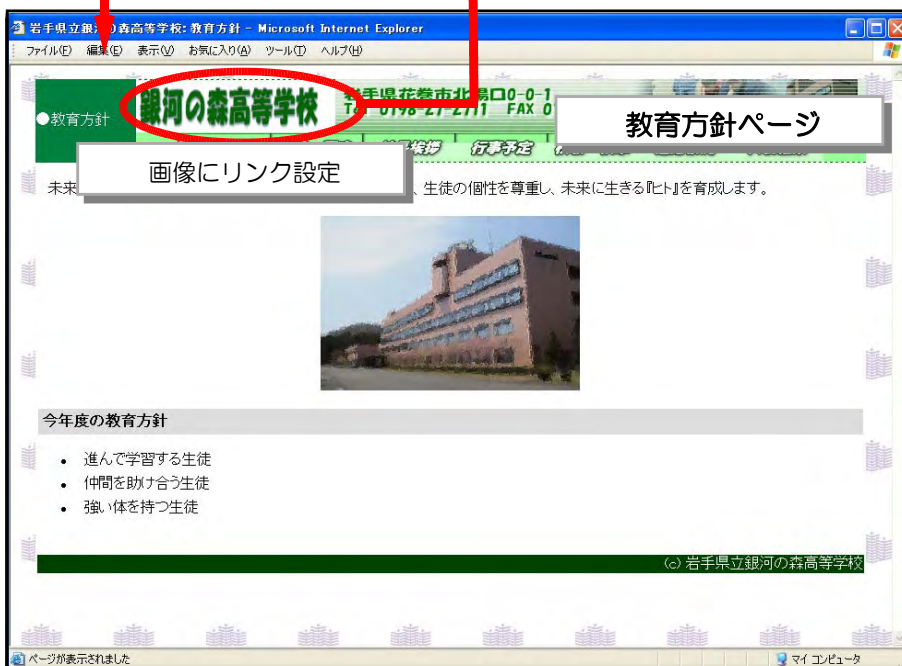 岩手県立銀河の森高等学校: 教育方針 - Microsoft Internet Explorer
ファイル(F) 編集(E) 表示(V) お気に入り(A) ツール(T) ヘルプ(H)
●教育方針
銀河の森高等学校
岩手県花巻市北湯口0-0-1
0198-27-2711 FAX 0
教育方針ページ
行事予定
画像にリンク設定
未来
、生徒の個性を尊重し、未来に生きる『ヒト』を育成します。
今年度の教育方針
• 進んで学習する生徒
• 仲間を助け合う生徒
• 強い体を持つ生徒
(c) 岩手県立銀河の森高等学校
ページが表示されました
マイ コンピュータ